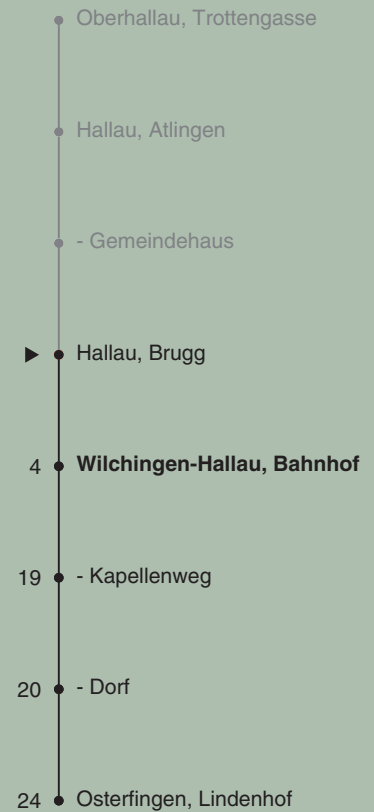 Oberhallau, Trottengasse
Hallau, Atlingen
- Gemeindehaus
Hallau, Brugg
4 Wilchingen-Hallau, Bahnhof
19 - Kapellenweg
20 - Dorf
24 Osterfingen, Lindenhof